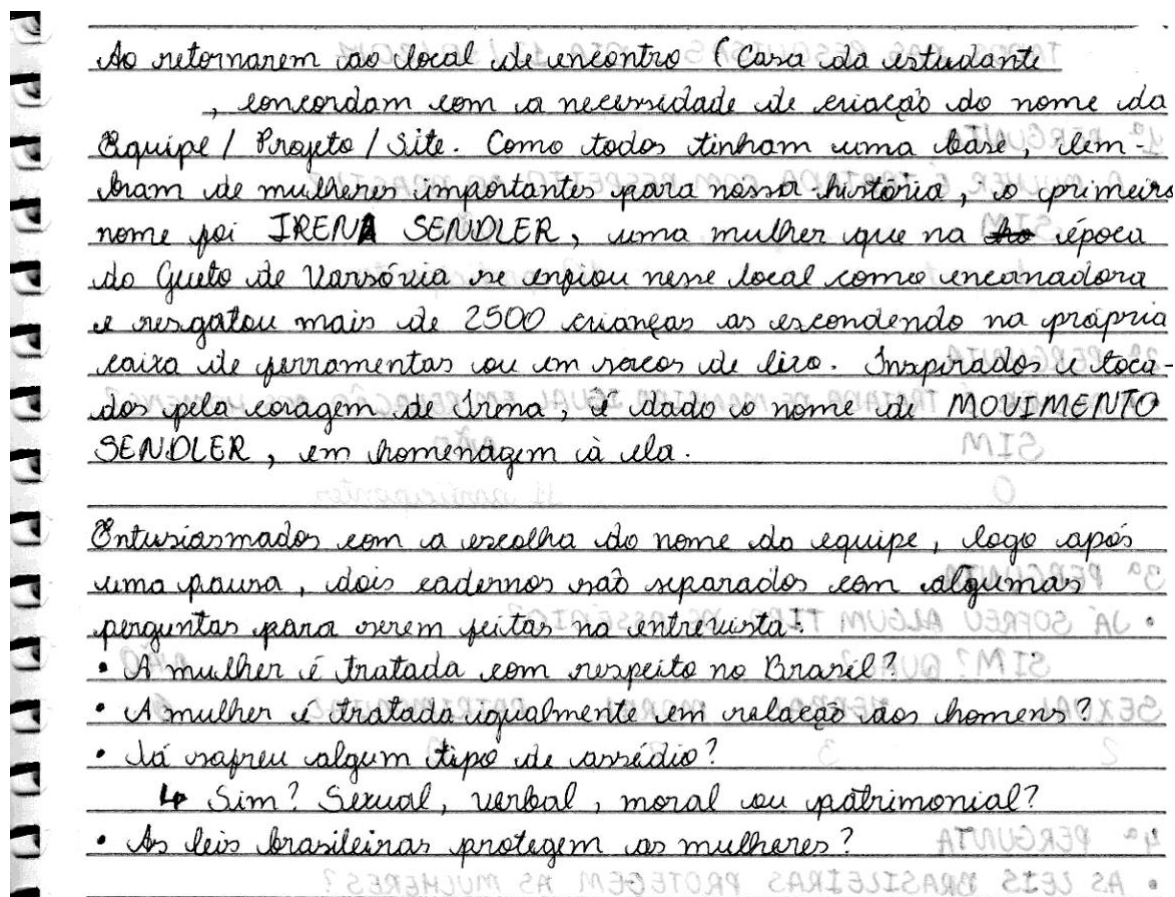 Ao retornarem ao local de encontro (Casa da estudante
, concordam com a necessidade de criação do nome da
Equipe / Projeto / Site. Como todos tinham uma base, lem-
bram de mulheres importantes para nossa história, o primeiro
nome foi IRENA SENDLER, uma mulher que na época
do Gueto de Varsóvia se enfiou nesse local como encanadora
e resgatou mais de 2500 crianças as escondendo na própria
caixa de ferramentas ou em sacos de lixo. Inspirados e toca-
dos pela coragem de Irena, é dado o nome de MOVIMENTO
SENDLER, em homenagem à ela.
Entusiasmados com a escolha do nome da equipe, logo após
uma pausa, dois cadernos são separados com algumas
perguntas para serem feitas na entrevista:
• A mulher é tratada com respeito no Brasil?
• A mulher é tratada igualmente em relação aos homens?
• Já sofreu algum tipo de assédio?
↳ Sim? Sexual, verbal, moral ou patrimonial?
• As leis brasileiras protegem as mulheres?